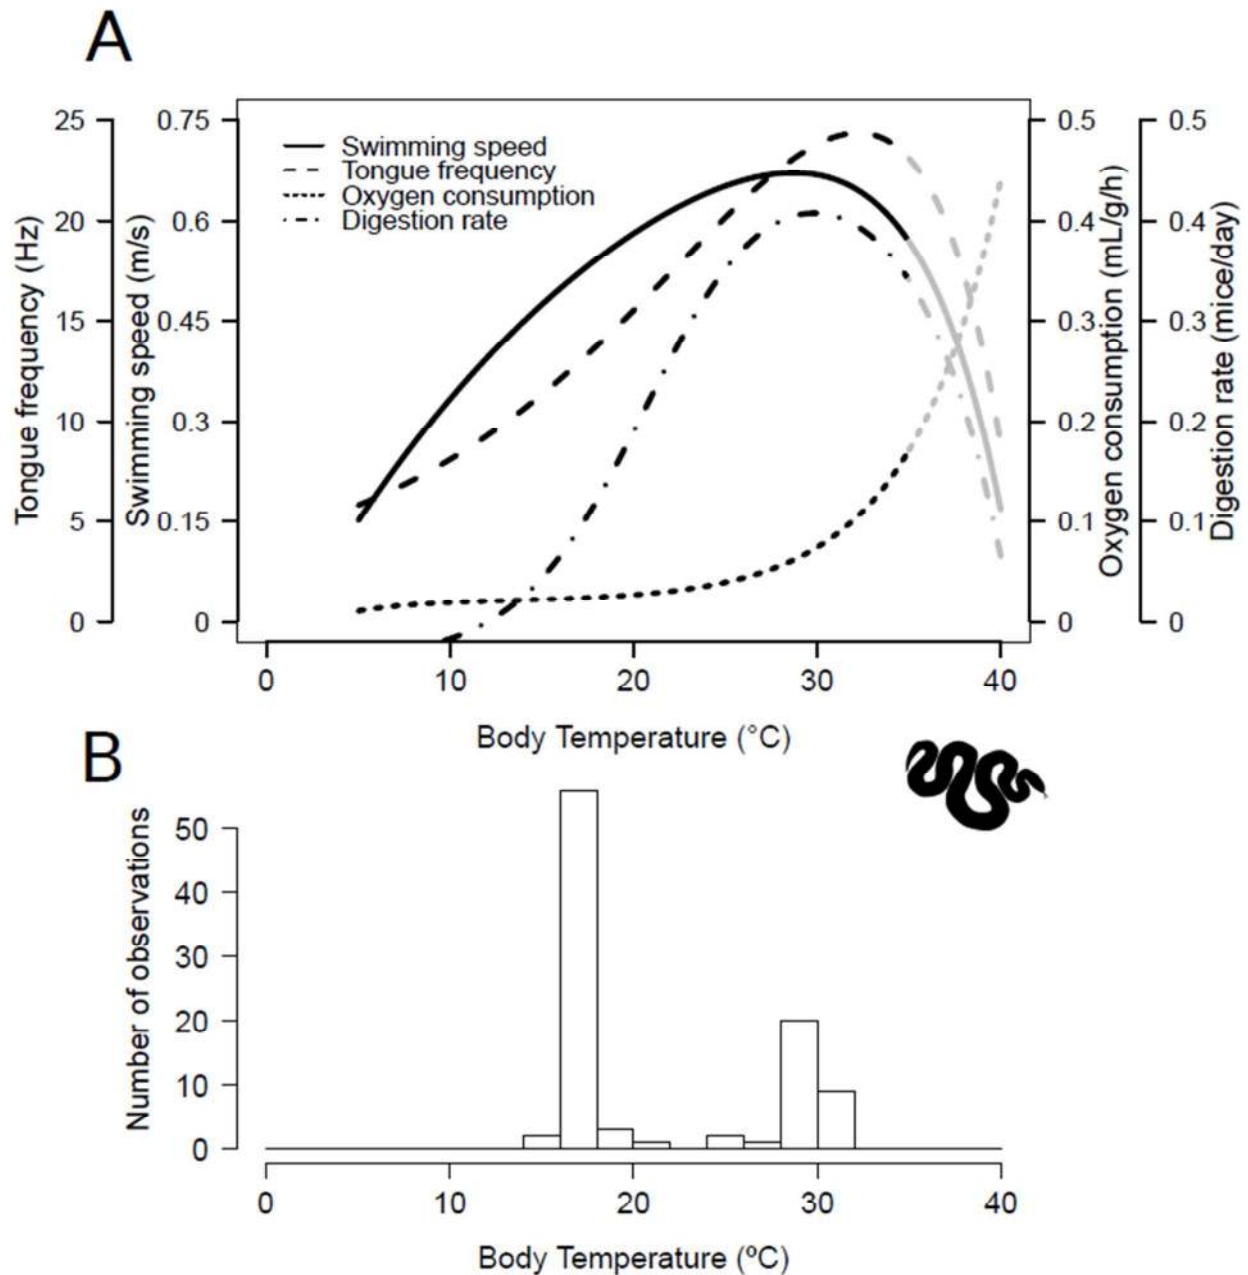 A
Tongue frequency (Hz)
25
20
15
10
5
0
Swimming speed (m/s)
0.75
0.6
0.45
0.3
0.15
0
Swimming speed
Tongue frequency
Oxygen consumption
Digestion rate
0.5
0.4
0.3
0.2
0.1
0
Oxygen consumption (mL/g/h)
0.5
0.4
0.3
0.2
0.1
0
Digestion rate (mice/day)
0 10 20 30 40
Body Temperature (°C)
B
Number of observations
50
40
30
20
10
0
0 10 20 30 40
Body Temperature (ºC)